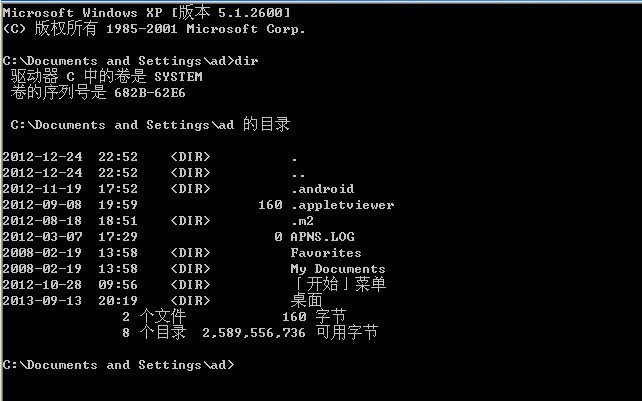 Microsoft Windows XP [版本 5.1.2600]
(C) 版权所有 1985-2001 Microsoft Corp.
C:\Documents and Settings\ad>dir
驱动器 C 中的卷是 SYSTEM
卷的序列号是 682B-62E6
C:\Documents and Settings\ad 的目录
2012-12-24  22:52    <DIR>          .
2012-12-24  22:52    <DIR>          ..
2012-11-19  17:52    <DIR>          .android
2012-09-08  19:59               160 .appletviewer
2012-08-18  18:51    <DIR>          .m2
2012-03-07  17:29                 0 APNS.LOG
2008-02-19  13:58    <DIR>          Favorites
2008-02-19  13:58    <DIR>          My Documents
2012-10-28  09:56    <DIR>          「开始」菜单
2013-09-13  20:19    <DIR>          桌面
2 个文件            160 字节
8 个目录  2,589,556,736 可用字节
C:\Documents and Settings\ad>